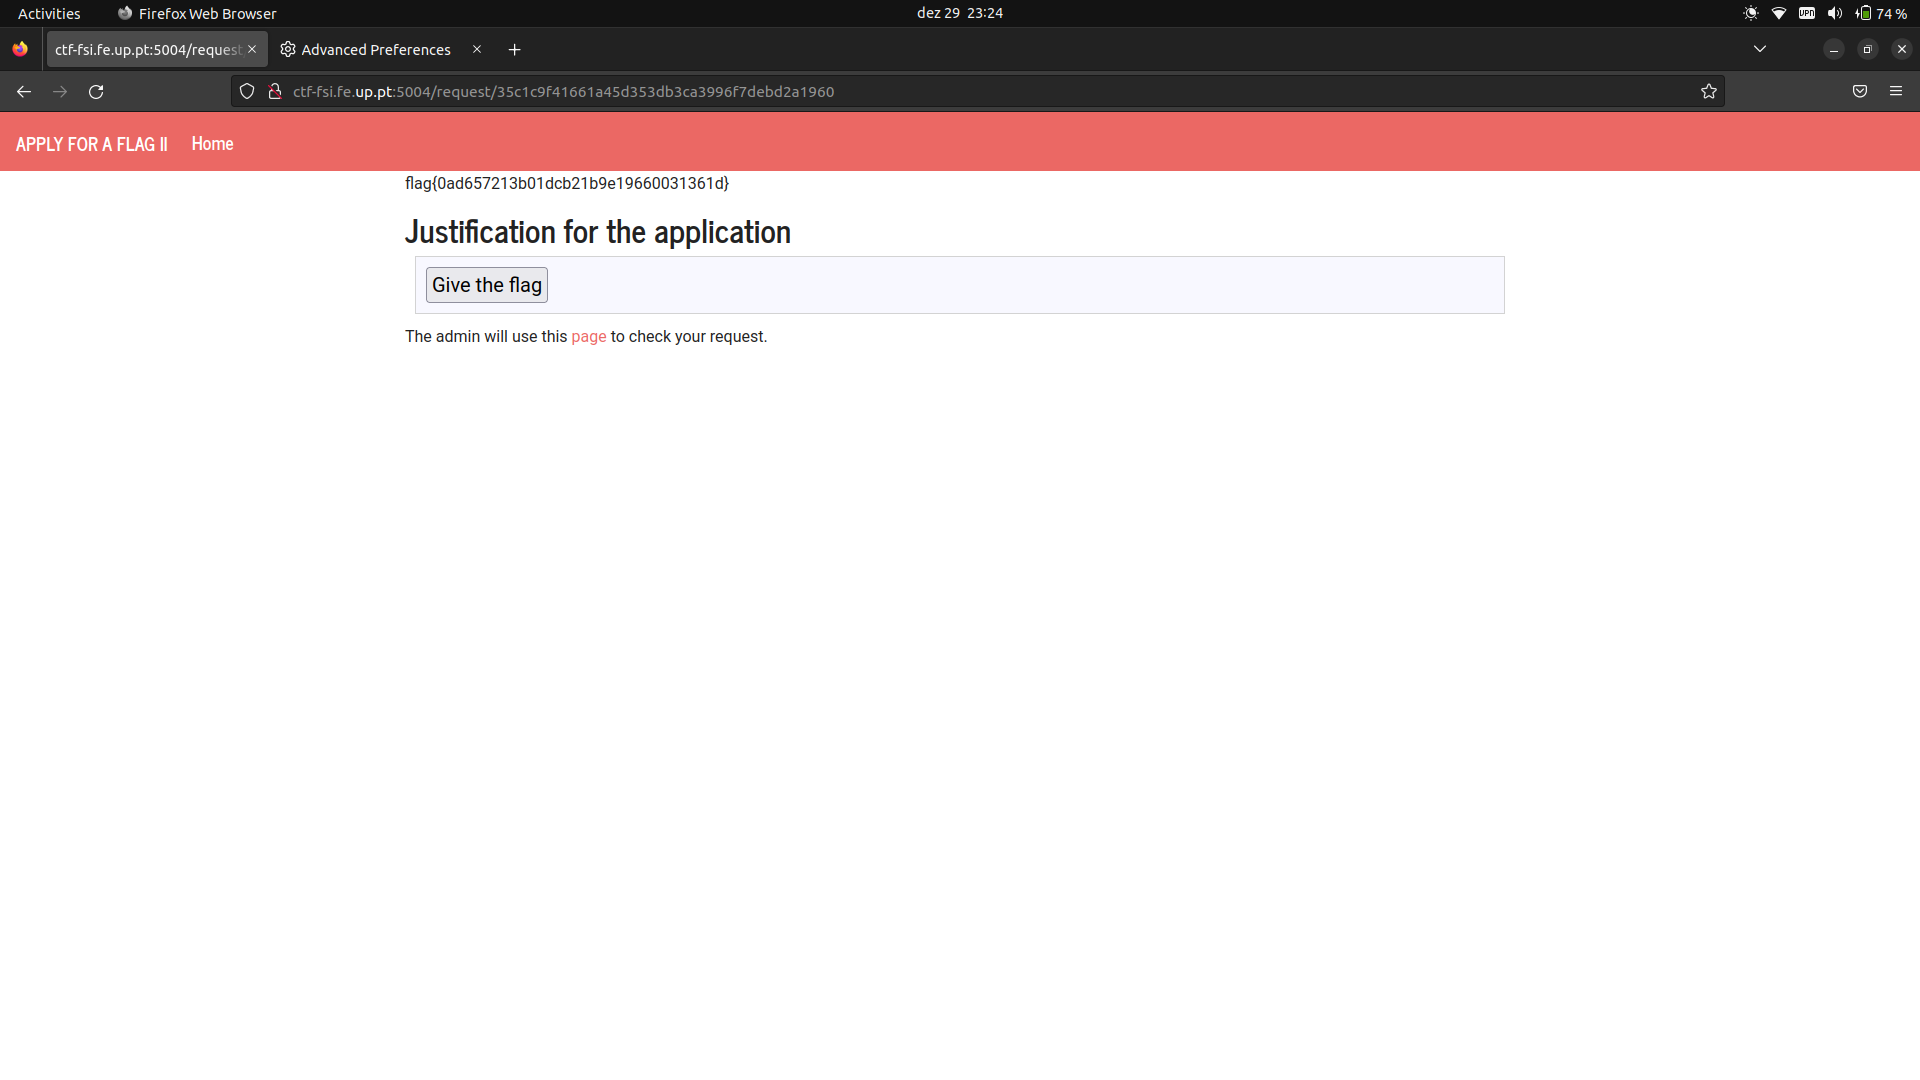 Activities Firefox Web Browser dez 29 23:24 VPN 74 %
ctf-fsi.fe.up.pt:5004/request Advanced Preferences
ctf-fsi.fe.up.pt:5004/request/35c1c9f41661a45d353db3ca3996f7debd2a1960
APPLY FOR A FLAG II Home
flag{0ad657213b01dcb21b9e19660031361d}
Justification for the application
Give the flag
The admin will use this page to check your request.